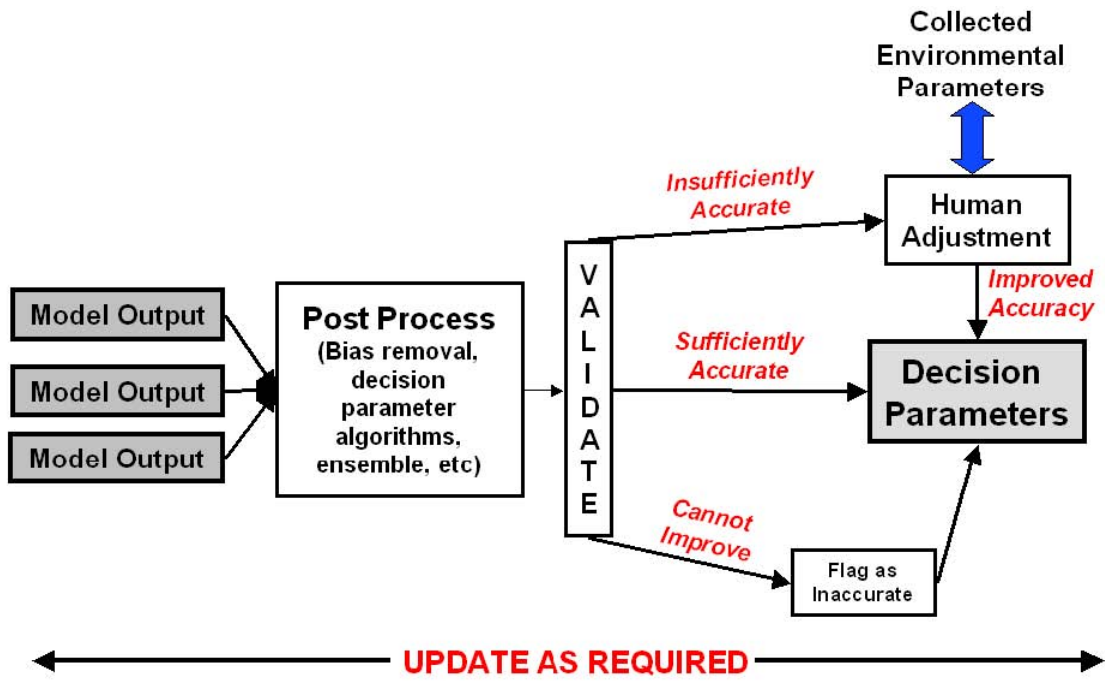 Collected
Environmental
Parameters
Insufficiently
Accurate
Human
Adjustment
Improved
Accuracy
Model Output
Model Output
Model Output
Post Process
(Bias removal,
decision
parameter
algorithms,
ensemble, etc)
VALIDATE
Sufficiently
Accurate
Decision
Parameters
Cannot
Improve
Flag as
Inaccurate
UPDATE AS REQUIRED